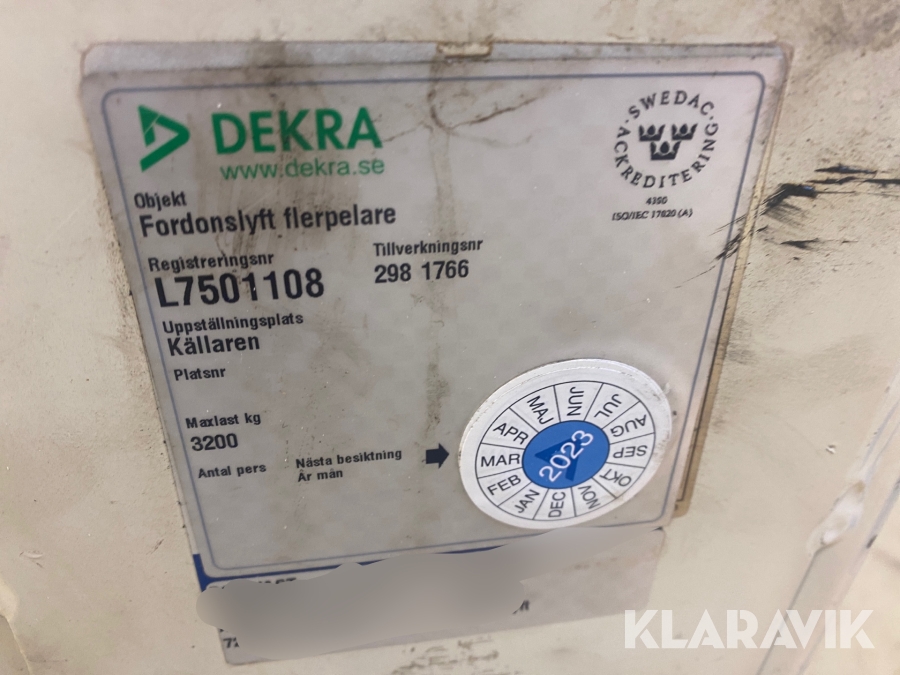 DEKRA
www.dekra.se
SWEDAC
ACKREDITERING
4350
ISO/IEC 17020 (A)
Objekt
Fordonslyft flerpelare
Registreringsnr
L7501108
Tillverkningsnr
298 1766
Uppställningsplats
Källaren
Platsnr
Maxlast kg
3200
Antal pers
Nästa besiktning
År mån
JAN FEB MAR APR MAJ JUN JUL AUG SEP OKT NOV DEC
2023
KLARAVIK